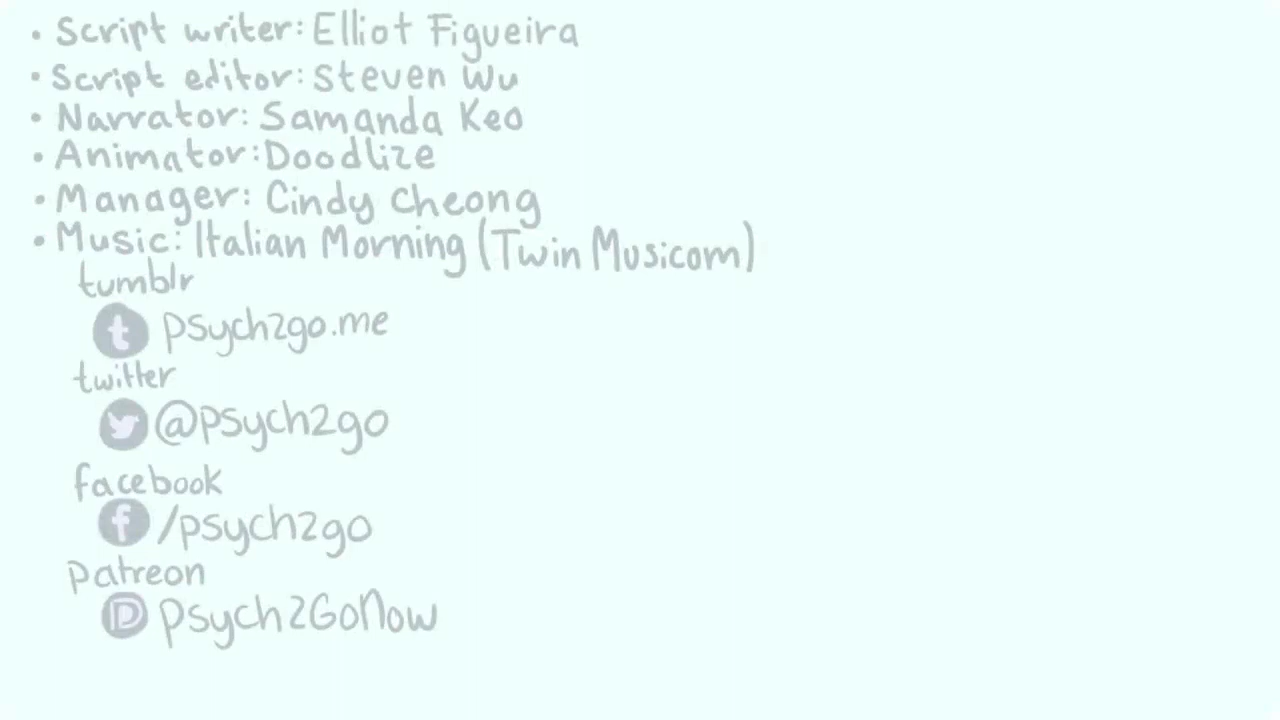 • Script writer: Elliot Figueira
• Script editor: Steven Wu
• Narrator: Samanda Keo
• Animator: Doodlize
• Manager: Cindy Cheong
• Music: Italian Morning (Twin Musicom)
tumblr
t psych2go.me
twitter
@psych2go
facebook
f /psych2go
Patreon
P Psych2GoNow